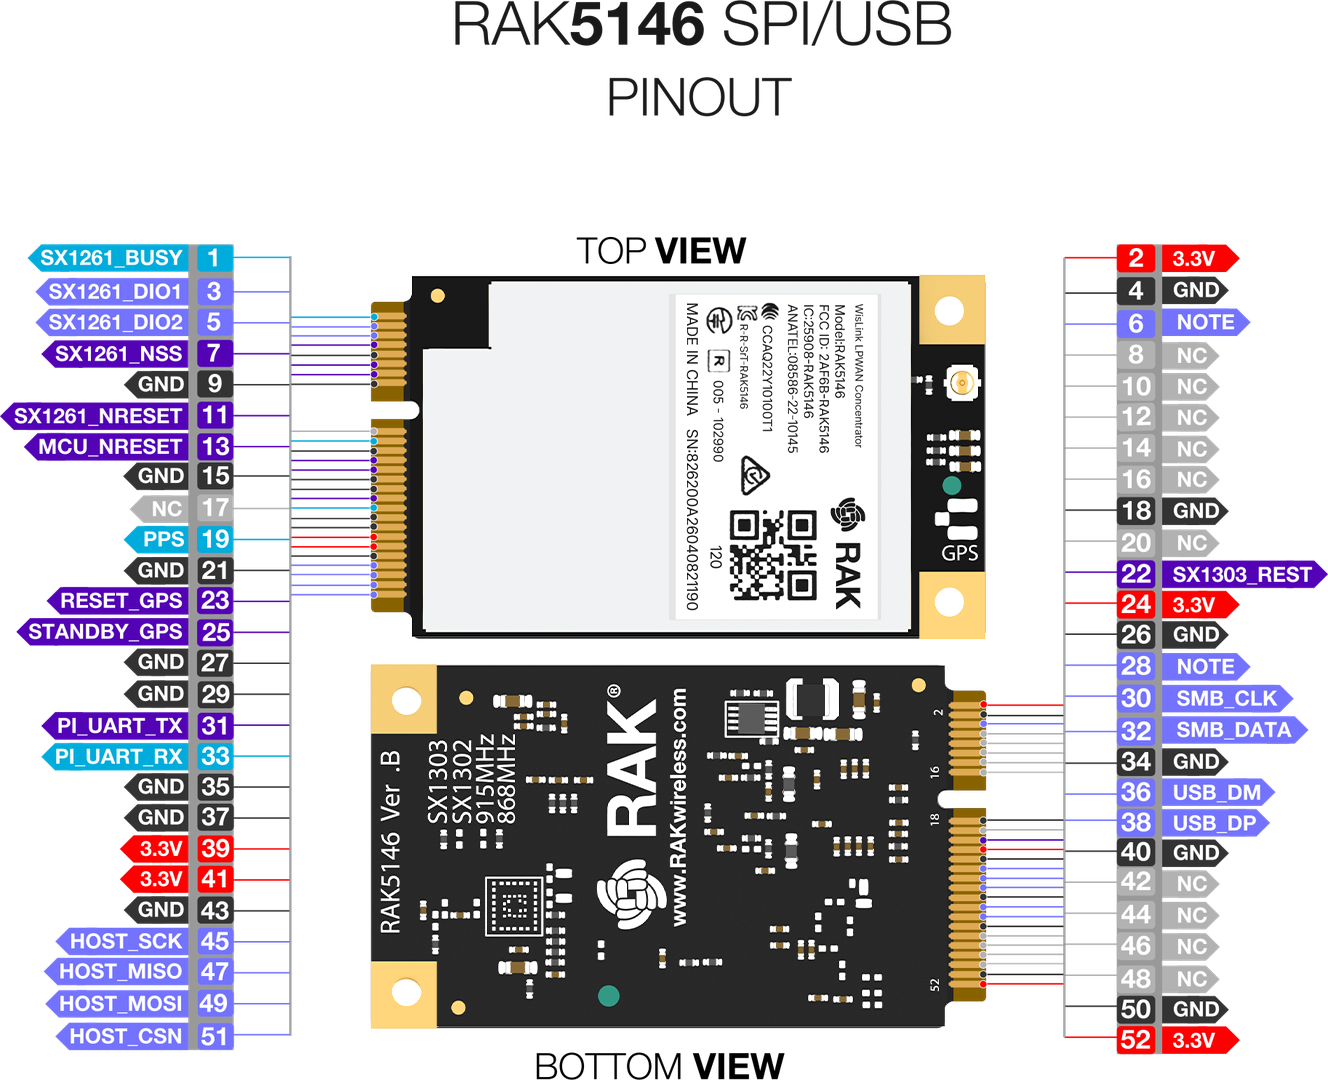 RAK5146 SPI/USB
PINOUT
TOP VIEW
SX1261_BUSY 1
SX1261_DIO1 3
SX1261_DIO2 5
SX1261_NSS 7
GND 9
SX1261_NRESET 11
MCU_NRESET 13
GND 15
NC 17
PPS 19
GND 21
RESET_GPS 23
STANDBY_GPS 25
GND 27
GND 29
PI_UART_TX 31
PI_UART_RX 33
GND 35
GND 37
3.3V 39
3.3V 41
GND 43
HOST_SCK 45
HOST_MISO 47
HOST_MOSI 49
HOST_CSN 51
WisLink LPWAN Concentrator
Model:RAK5146
FCC ID: 2AF6B-RAK5146
IC:25908-RAK5146
ANATEL:08586-22-10145
CCAQ22Y10100T1
R-R-SrT-RAK5146
R 005 - 102990
MADE IN CHINA SN:826200A26040821190
120
RAK
GPS
2 3.3V
4 GND
6 NOTE
8 NC
10 NC
12 NC
14 NC
16 NC
18 GND
20 NC
22 SX1303_REST
24 3.3V
26 GND
28 NOTE
30 SMB_CLK
32 SMB_DATA
34 GND
36 USB_DM
38 USB_DP
40 GND
42 NC
44 NC
46 NC
48 NC
50 GND
52 3.3V
RAK5146 Ver .B
SX1303
SX1302
915MHz
868MHz
RAK®
www.RAKwireless.com
2
16
18
52
BOTTOM VIEW